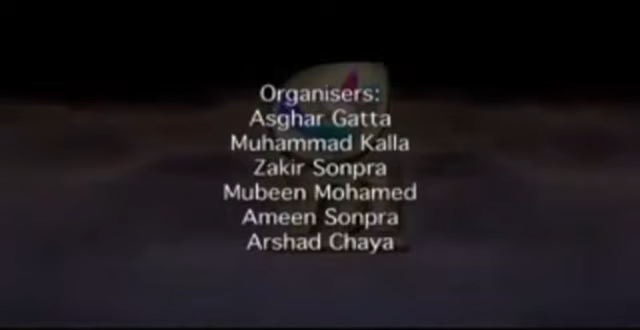 Organisers:
Asghar Gatta
Muhammad Kalla
Zakir Sonpra
Mubeen Mohamed
Ameen Sonpra
Arshad Chaya